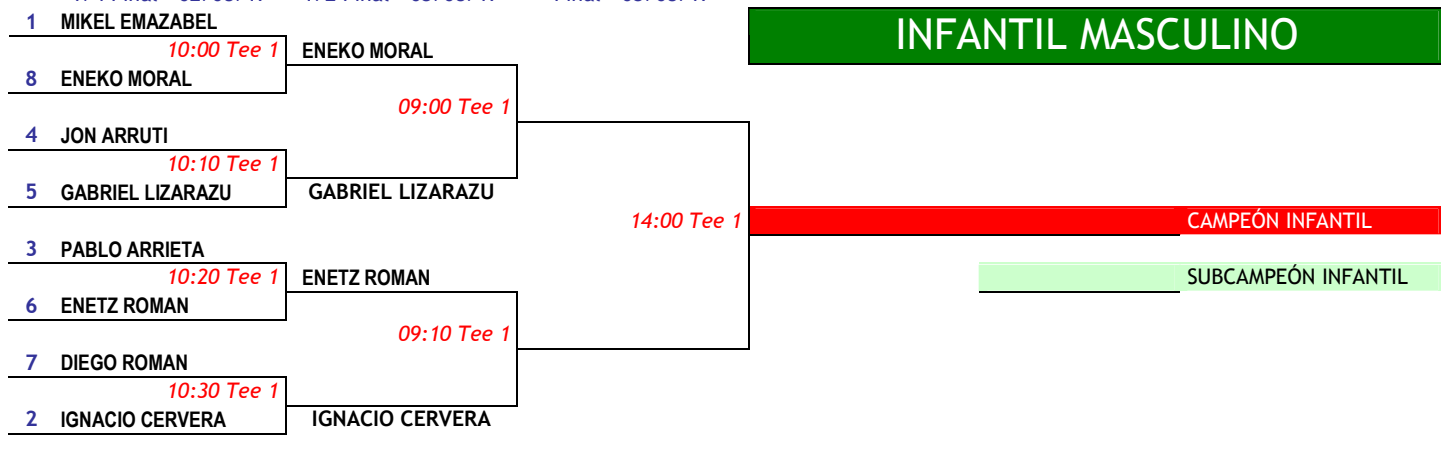 1 MIKEL EMAZABEL
INFANTIL MASCULINO
10:00 Tee 1 ENEKO MORAL
8 ENEKO MORAL
09:00 Tee 1
4 JON ARRUTI
10:10 Tee 1
5 GABRIEL LIZARAZU GABRIEL LIZARAZU
14:00 Tee 1 CAMPEÓN INFANTIL
3 PABLO ARRIETA
10:20 Tee 1 ENETZ ROMAN SUBCAMPEÓN INFANTIL
6 ENETZ ROMAN
09:10 Tee 1
7 DIEGO ROMAN
10:30 Tee 1
2 IGNACIO CERVERA IGNACIO CERVERA